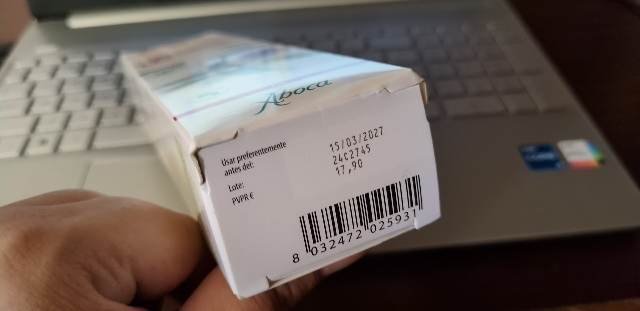 Aboca
Usar preferentemente
antes del:
15/03/2027
Lote:
24C2745
PVPR €
17,90
8 032472 025931